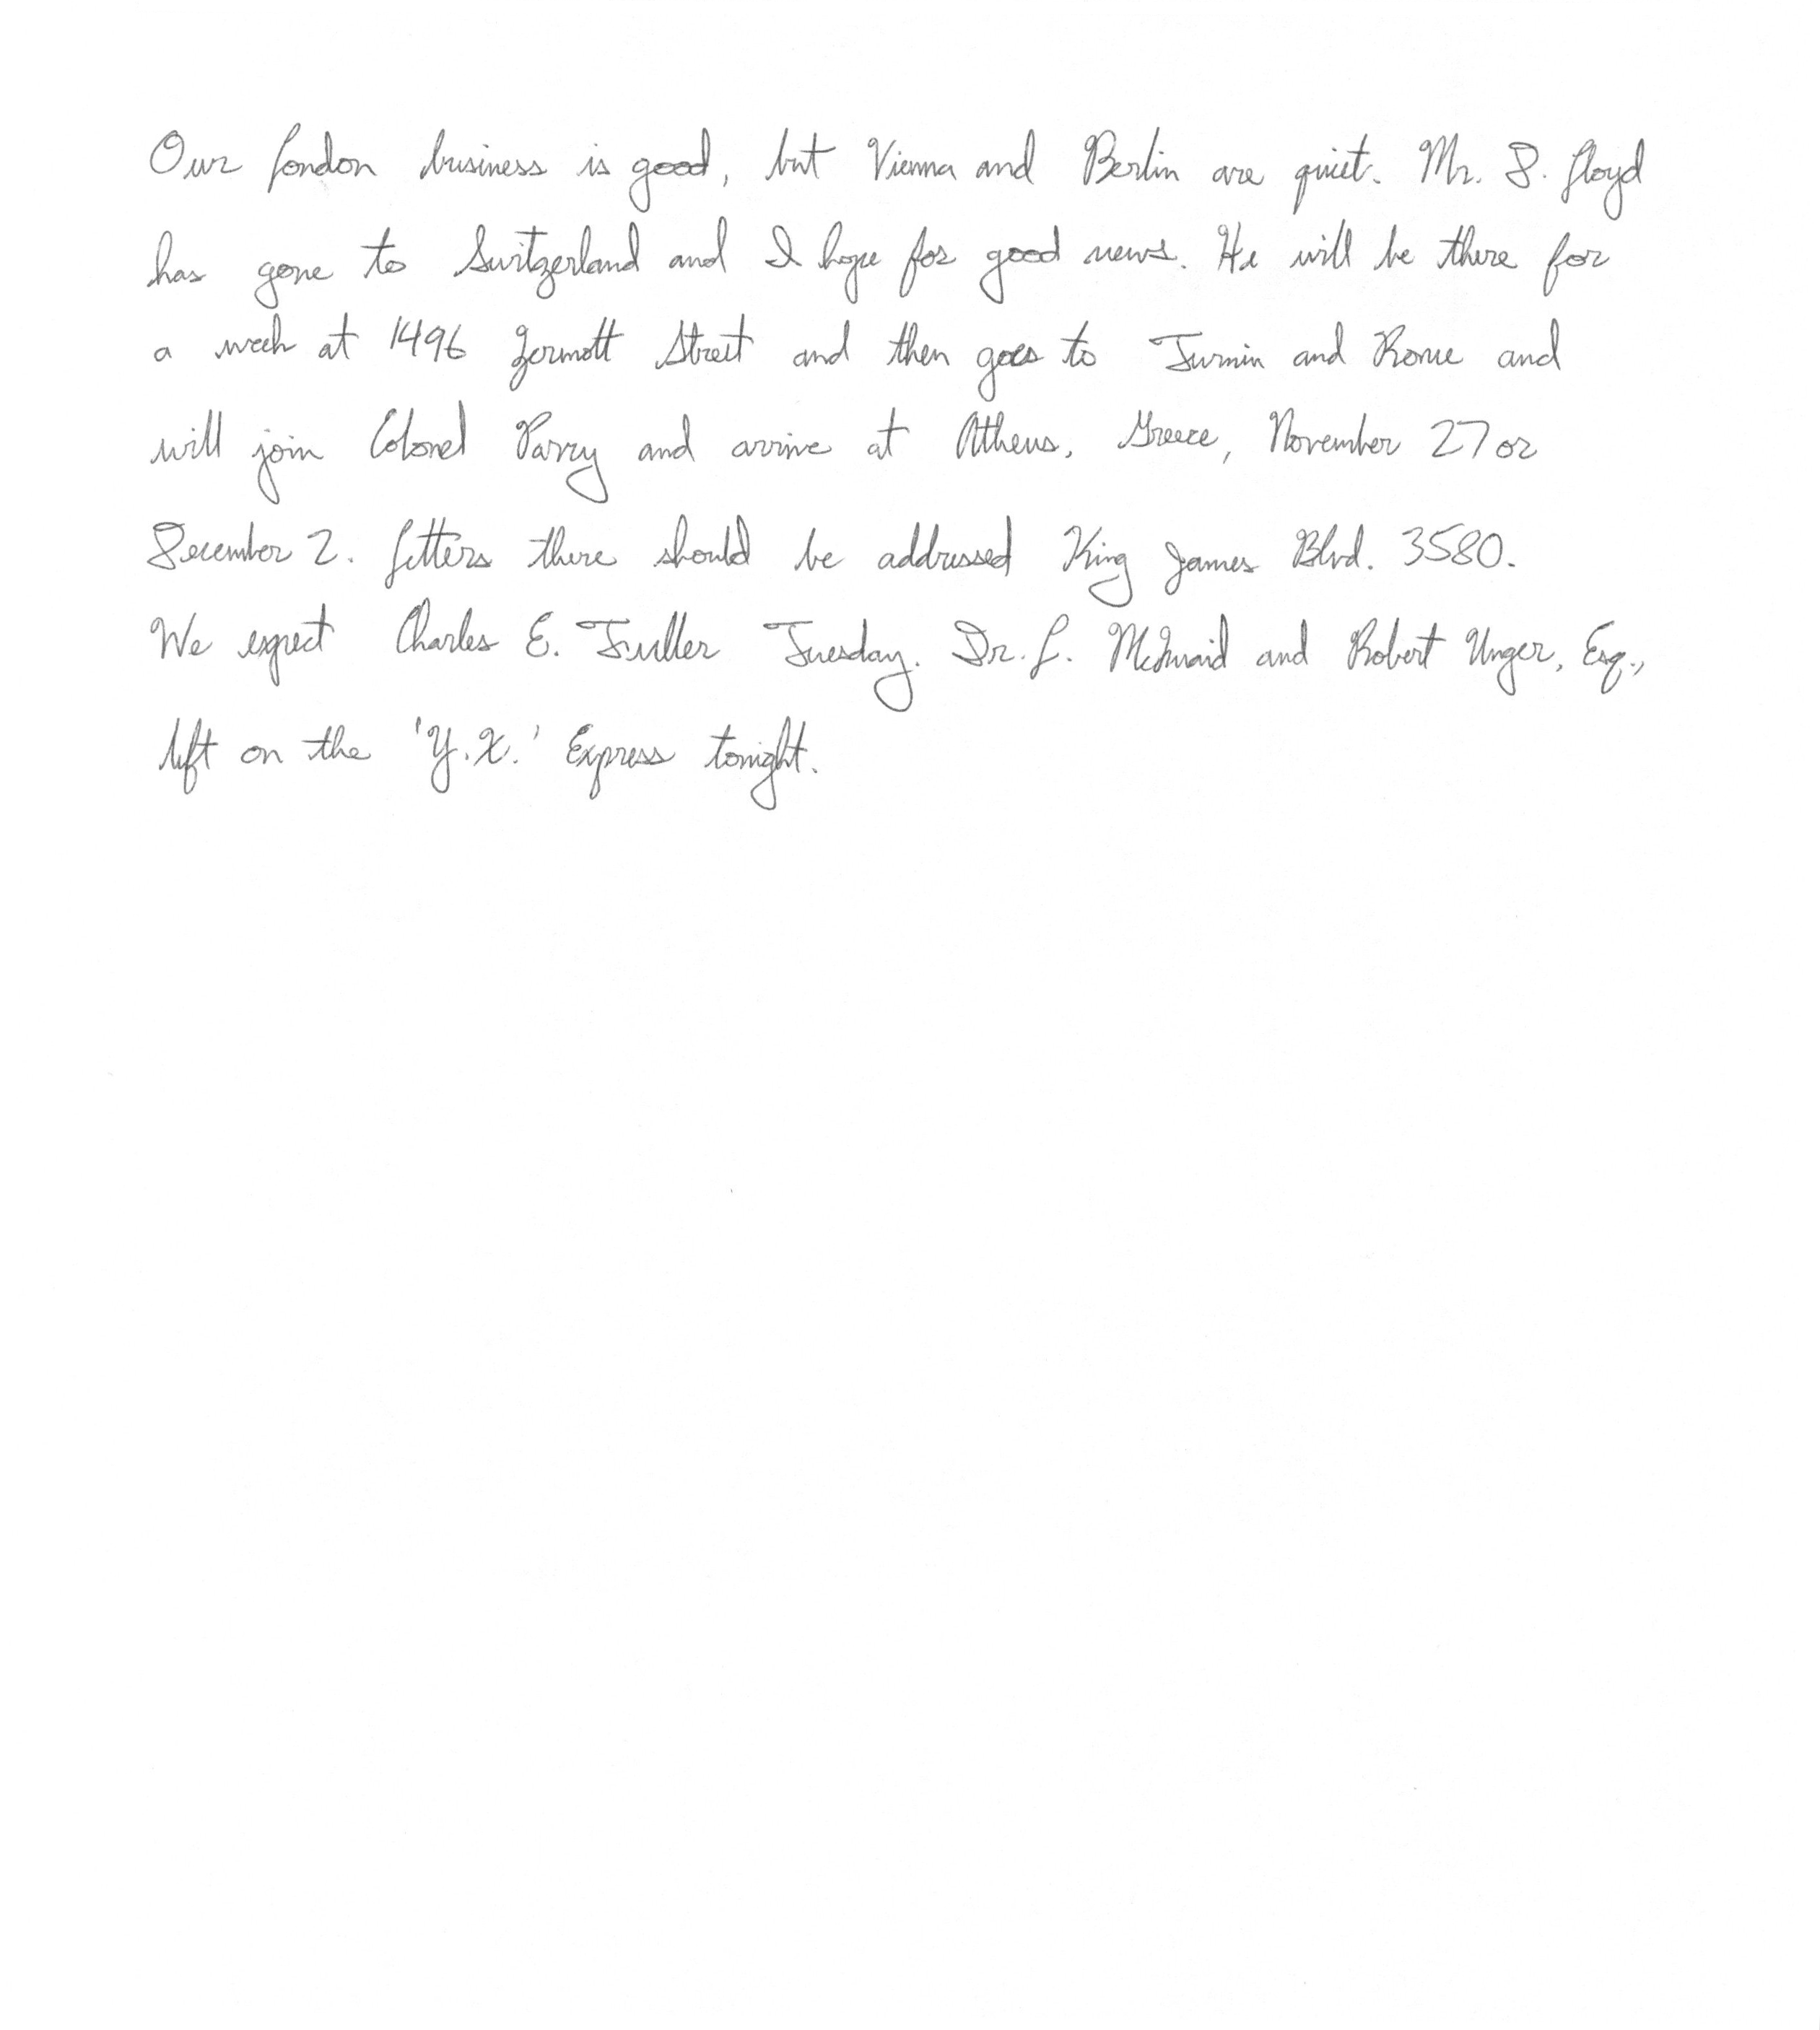 Our London business is good, but Vienna and Berlin are quiet. Mr. D. Lloyd
has gone to Switzerland and I hope for good news. He will be there for
a week at 1496 Zermott Street and then goes to Turnin and Rome and
will join Colonel Parry and arrive at Athens, Greece, November 27 or
December 2. Letters there should be addressed King James Blvd. 3580.
We expect Charles E. Fuller Tuesday. Dr. L. McQuaid and Robert Unger, Esq.,
left on the 'Y.X.' Express tonight.